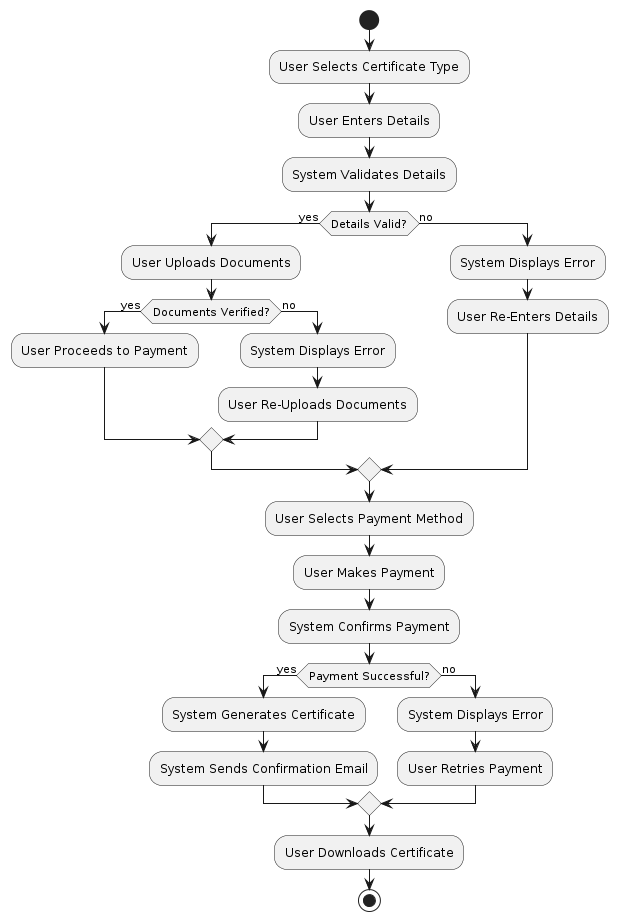 User Selects Certificate Type
User Enters Details
System Validates Details
yes
Details Valid?
no
User Uploads Documents
System Displays Error
yes
Documents Verified?
no
User Re-Enters Details
User Proceeds to Payment
System Displays Error
User Re-Uploads Documents
User Selects Payment Method
User Makes Payment
System Confirms Payment
yes
Payment Successful?
no
System Generates Certificate
System Displays Error
System Sends Confirmation Email
User Retries Payment
User Downloads Certificate